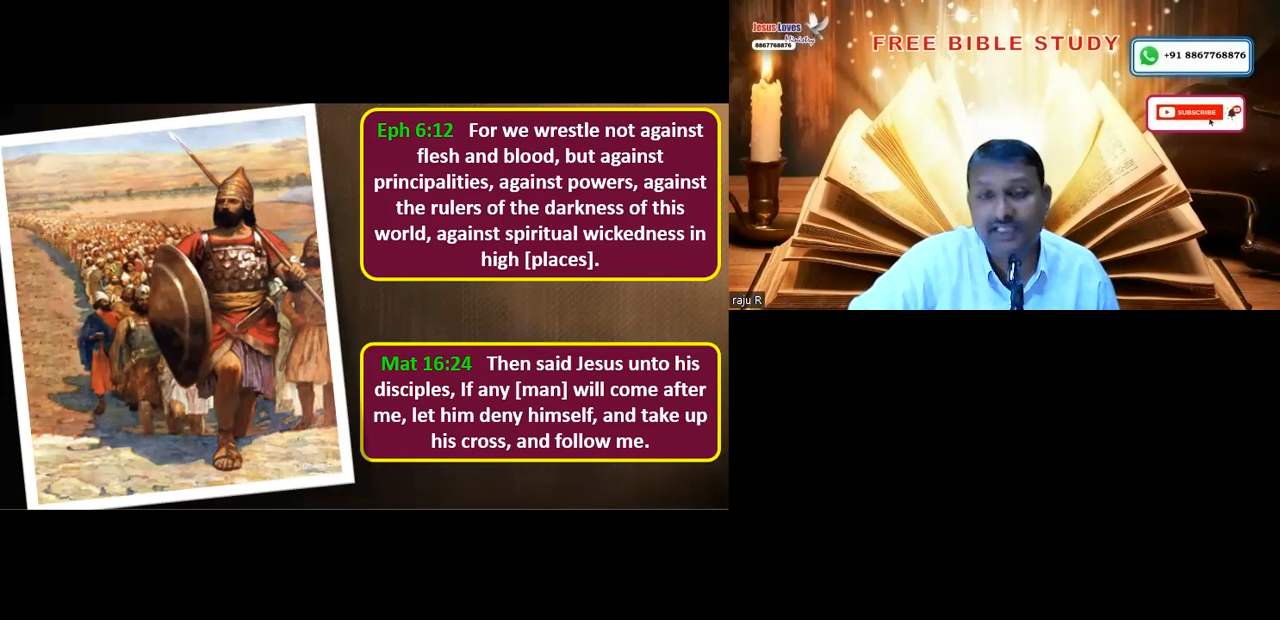 Eph 6:12 For we wrestle not against
flesh and blood, but against
principalities, against powers, against
the rulers of the darkness of this
world, against spiritual wickedness in
high [places].
Mat 16:24 Then said Jesus unto his
disciples, If any [man] will come after
me, let him deny himself, and take up
his cross, and follow me.
Jesus Loves
Ministry
8867768876
FREE BIBLE STUDY
+91 8867768876
SUBSCRIBE
raju R